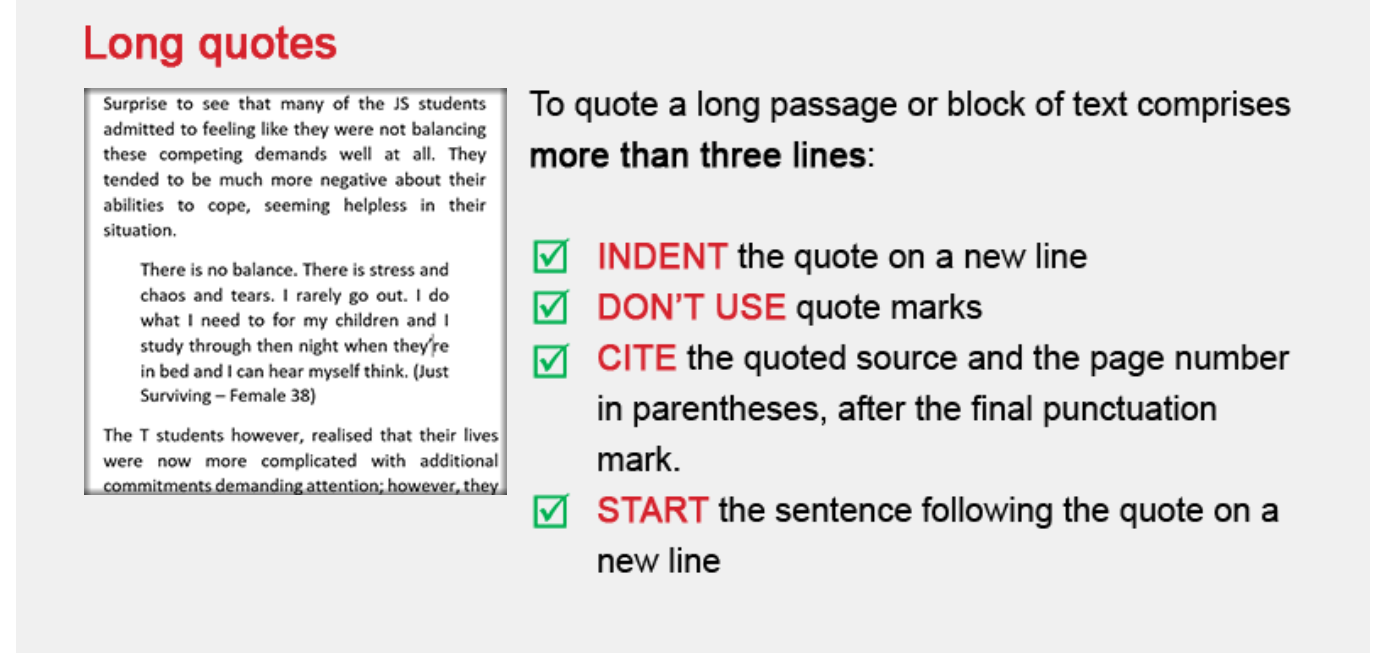 Long quotes
Surprise to see that many of the JS students
admitted to feeling like they were not balancing
these competing demands well at all. They
tended to be much more negative about their
abilities to cope, seeming helpless in their
situation.
There is no balance. There is stress and
chaos and tears. I rarely go out. I do
what I need to for my children and I
study through then night when they're
in bed and I can hear myself think. (Just
Surviving – Female 38)
The T students however, realised that their lives
were now more complicated with additional
commitments demanding attention; however, they
To quote a long passage or block of text comprises
more than three lines:
INDENT the quote on a new line
DON'T USE quote marks
CITE the quoted source and the page number
in parentheses, after the final punctuation
mark.
START the sentence following the quote on a
new line